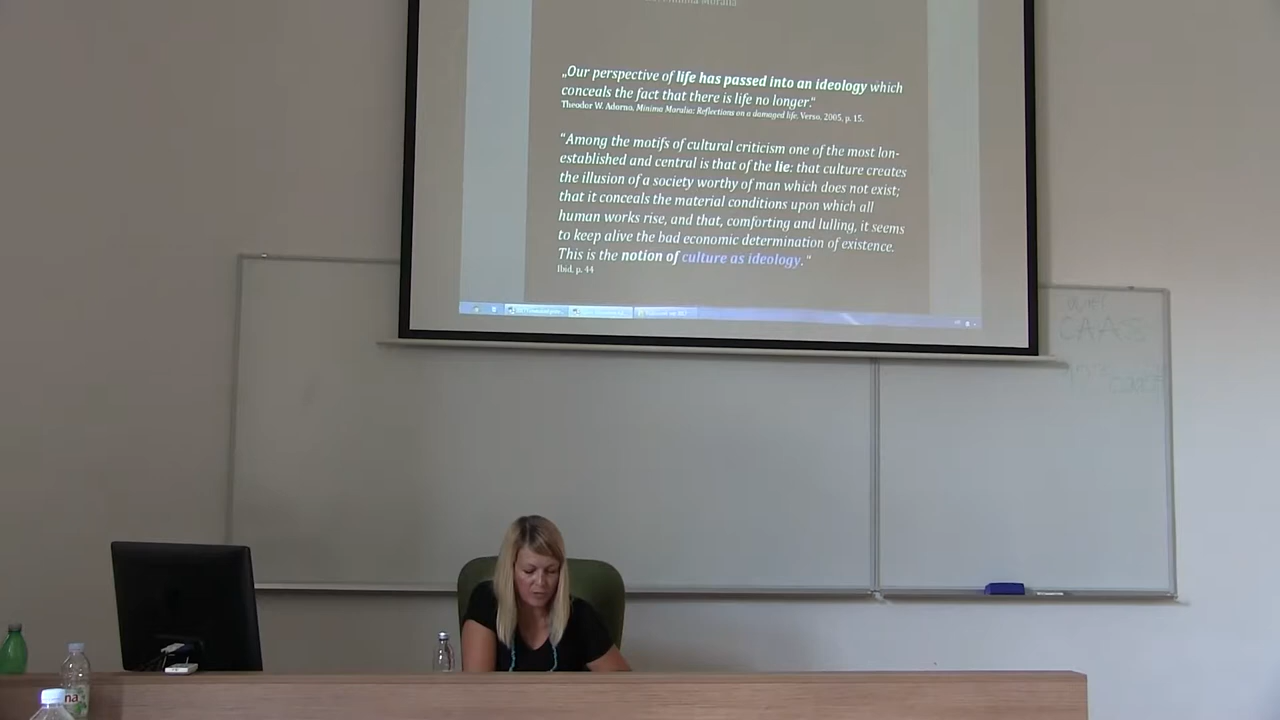 Minima Moralia
„Our perspective of life has passed into an ideology which
conceals the fact that there is life no longer.“
Theodor W. Adorno, Minima Moralia: Reflections on a damaged life. Verso, 2005, p. 15.
“Among the motifs of cultural criticism one of the most lon-
established and central is that of the lie: that culture creates
the illusion of a society worthy of man which does not exist;
that it conceals the material conditions upon which all
human works rise, and that, comforting and lulling, it seems
to keep alive the bad economic determination of existence.
This is the notion of culture as ideology.“
Ibid, p. 44
CAAS
na